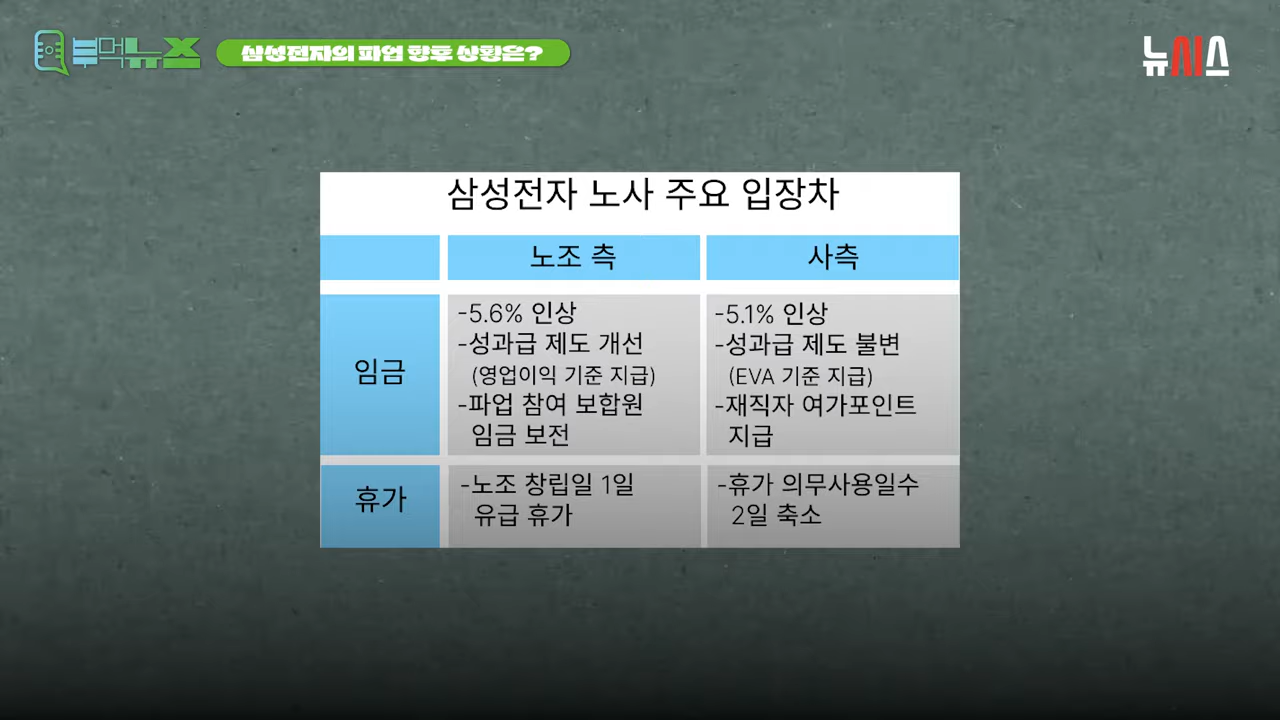 부먹뉴스
삼성전자의 파업 향후 상황은?
뉴시스
삼성전자 노사 주요 입장차
노조 측
사측
임금
-5.6% 인상
-성과급 제도 개선
(영업이익 기준 지급)
-파업 참여 보합원
임금 보전
-5.1% 인상
-성과급 제도 불변
(EVA 기준 지급)
-재직자 여가포인트
지급
휴가
-노조 창립일 1일
유급 휴가
-휴가 의무사용일수
2일 축소